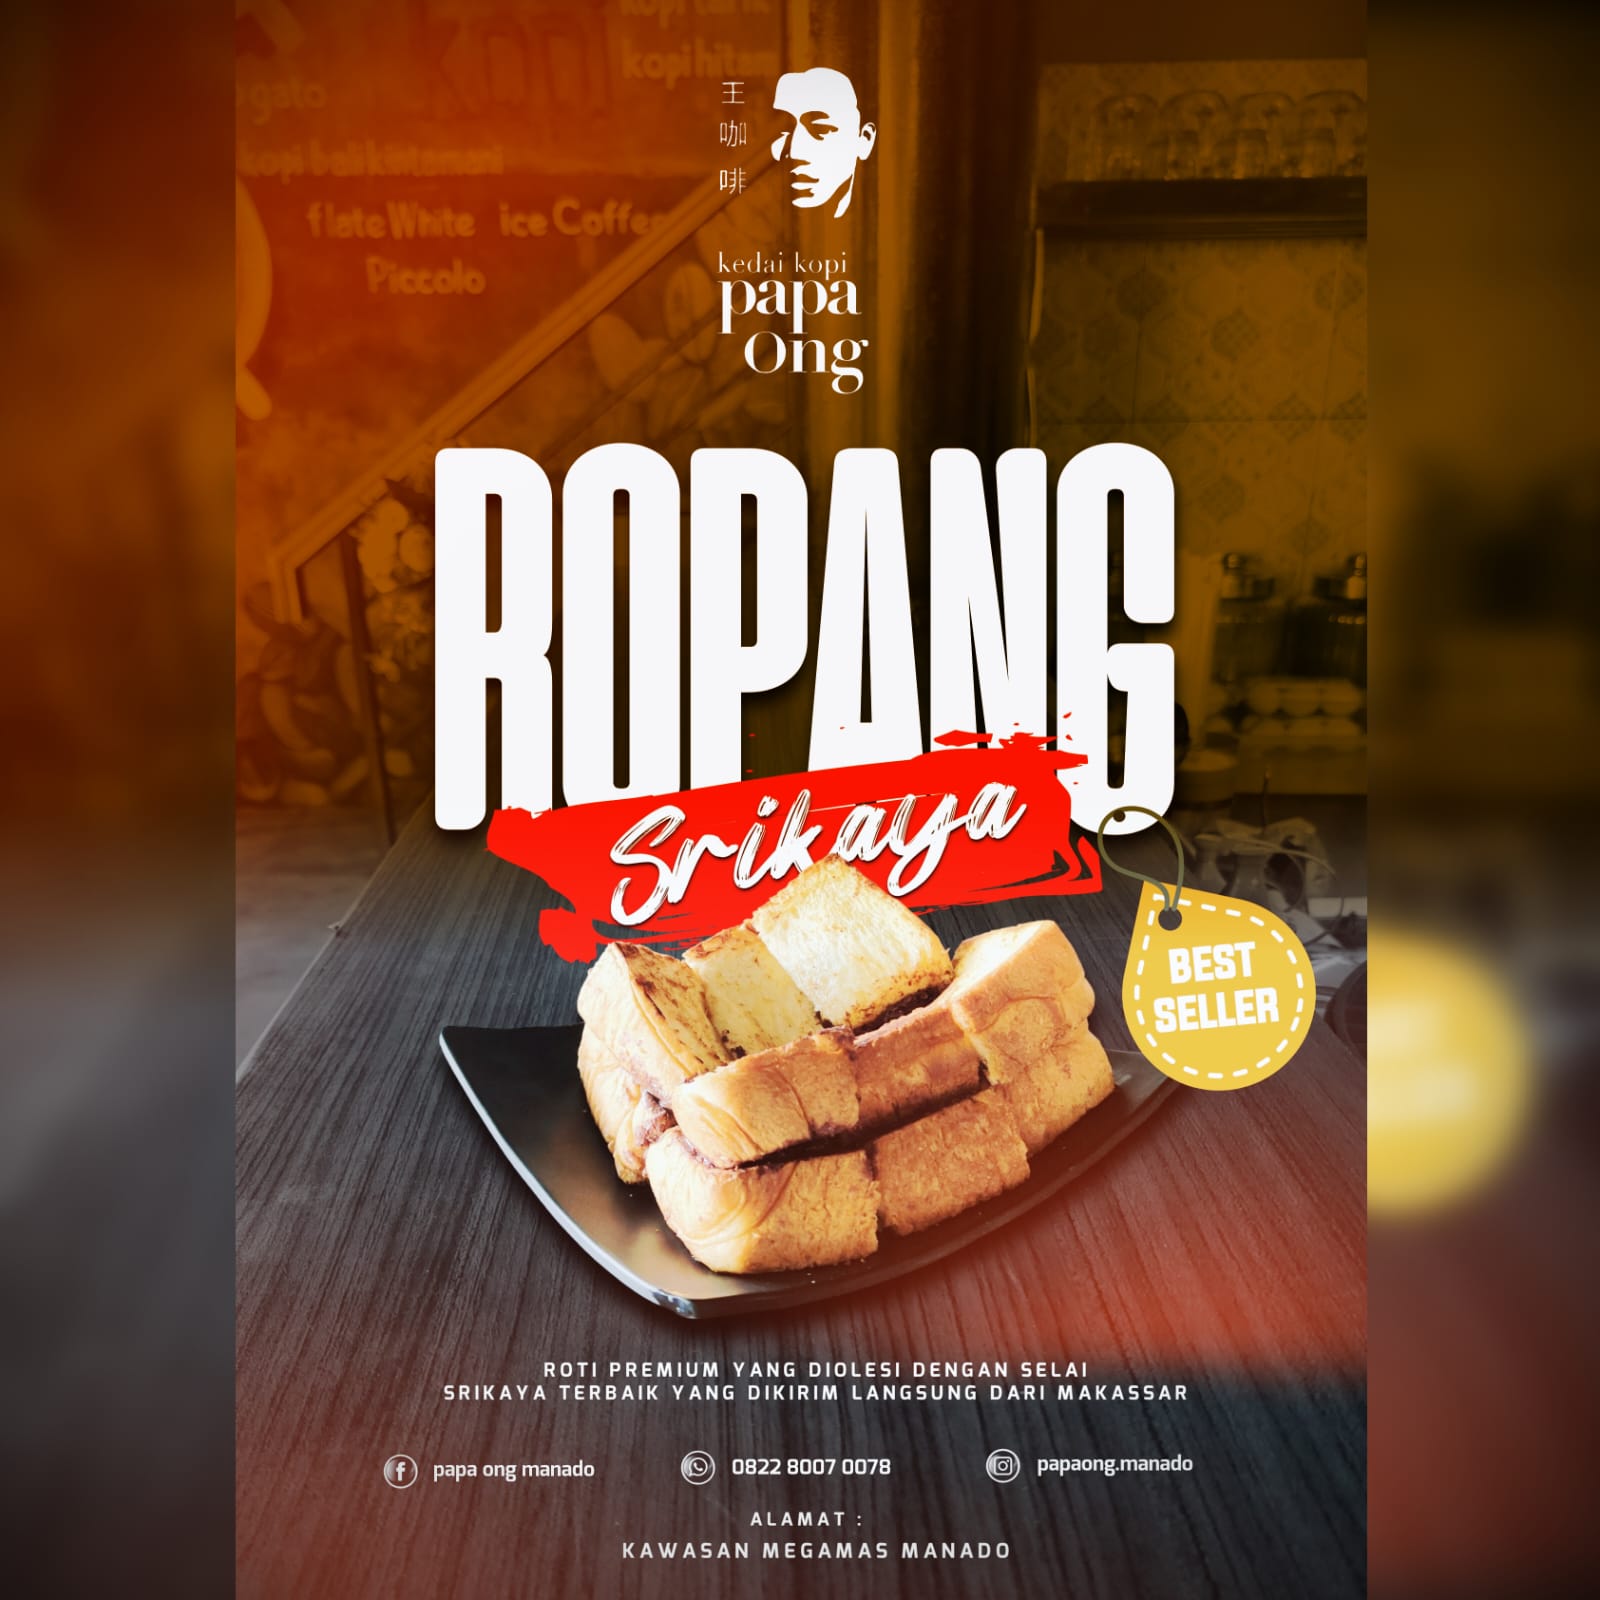 kopi tarik
kopi hitam
gato
kopi bali kintamani
flate White ice Coffee
Piccolo
王
咖
啡
kedai kopi
papa
Ong
ROPANG
Srikaya
BEST
SELLER
ROTI PREMIUM YANG DIOLESI DENGAN SELAI
SRIKAYA TERBAIK YANG DIKIRIM LANGSUNG DARI MAKASSAR
papa ong manado
0822 8007 0078
papaong.manado
ALAMAT :
KAWASAN MEGAMAS MANADO